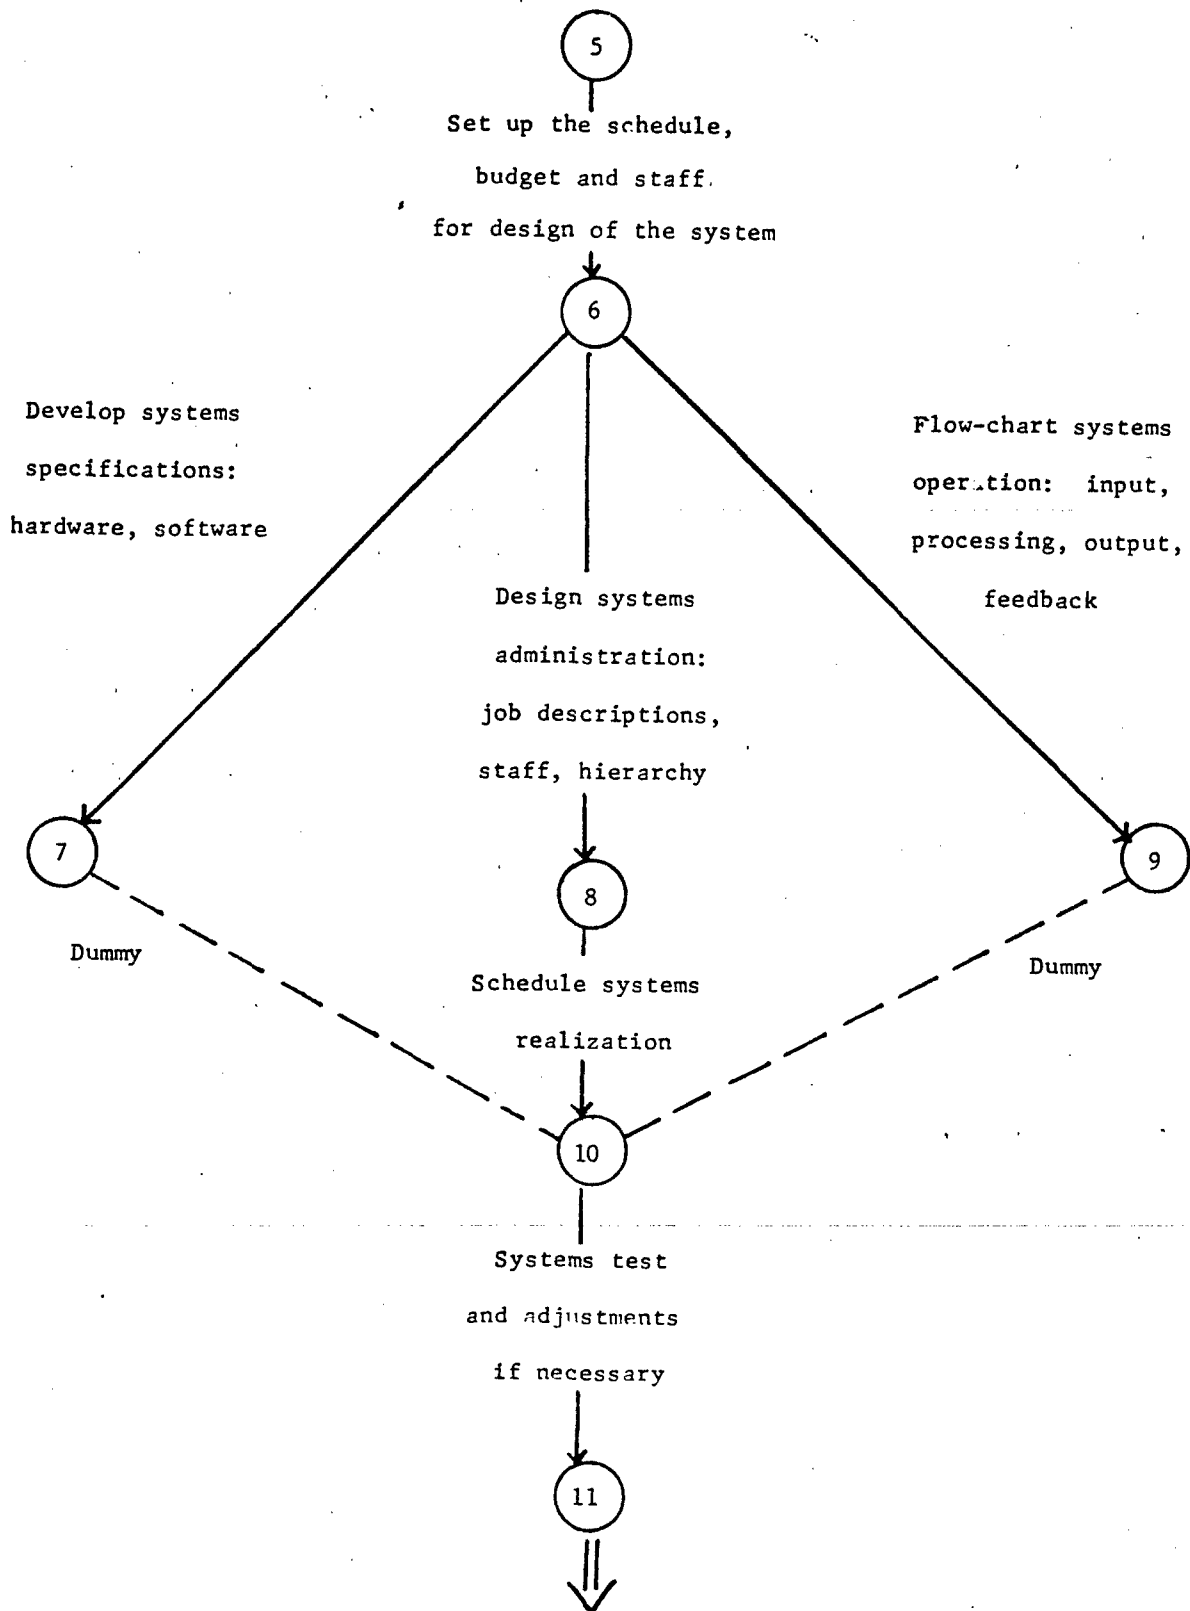 5
Set up the schedule,
budget and staff
for design of the system
6
Develop systems
specifications:
hardware, software
Flow-chart systems
operation: input,
processing, output,
feedback
Design systems
administration:
job descriptions,
staff, hierarchy
7
8
9
Dummy
Dummy
Schedule systems
realization
10
Systems test
and adjustments
if necessary
11